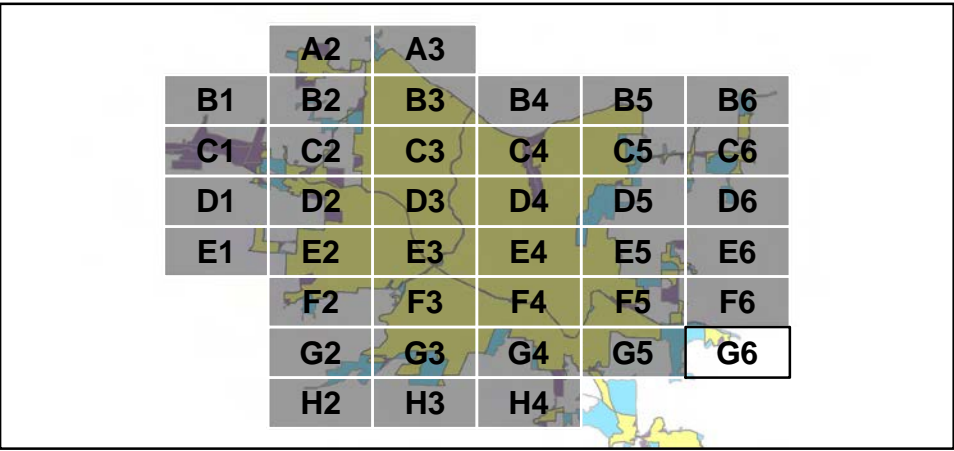 A2 A3
B1 B2 B3 B4 B5 B6
C1 C2 C3 C4 C5 C6
D1 D2 D3 D4 D5 D6
E1 E2 E3 E4 E5 E6
F2 F3 F4 F5 F6
G2 G3 G4 G5 G6
H2 H3 H4